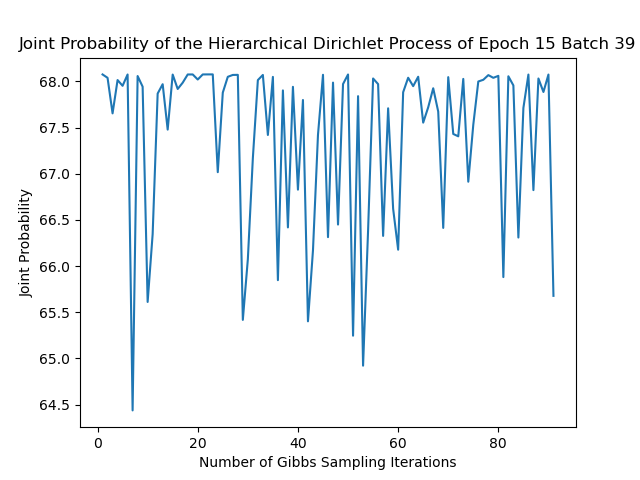 Joint Probability of the Hierarchical Dirichlet Process of Epoch 15 Batch 39
68.0
67.5
67.0
66.5
66.0
65.5
65.0
64.5
Joint Probability
0 20 40 60 80
Number of Gibbs Sampling Iterations